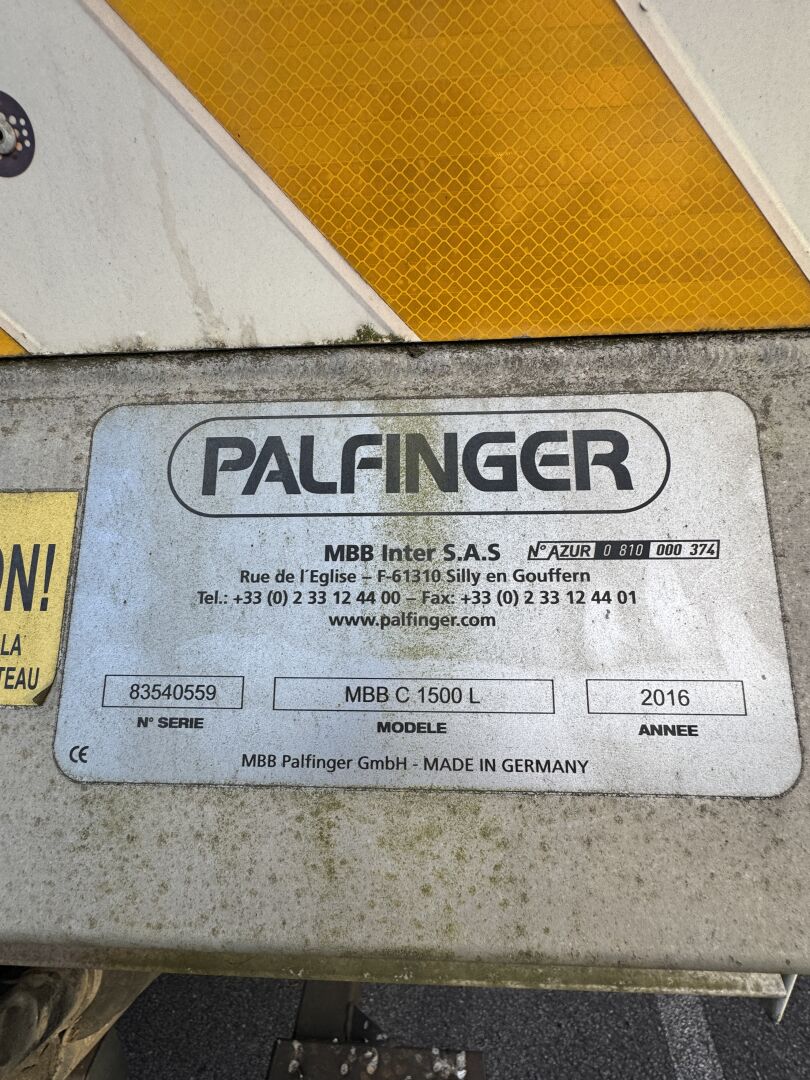 PALFINGER
MBB Inter S.A.S N° AZUR 0 810 000 374
Rue de l´Eglise – F-61310 Silly en Gouffern
Tel.: +33 (0) 2 33 12 44 00 – Fax: +33 (0) 2 33 12 44 01
www.palfinger.com
ON!
LA
TEAU
83540559 MBB C 1500 L 2016
N° SERIE MODELE ANNEE
CE
MBB Palfinger GmbH - MADE IN GERMANY